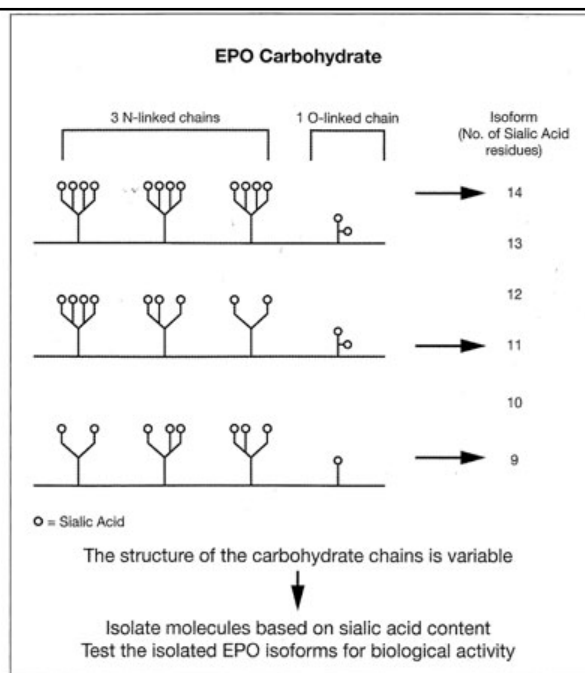 EPO Carbohydrate
3 N-linked chains
1 O-linked chain
Isoform
(No. of Sialic Acid
residues)
14
13
12
11
10
9
O = Sialic Acid
The structure of the carbohydrate chains is variable
Isolate molecules based on sialic acid content
Test the isolated EPO isoforms for biological activity